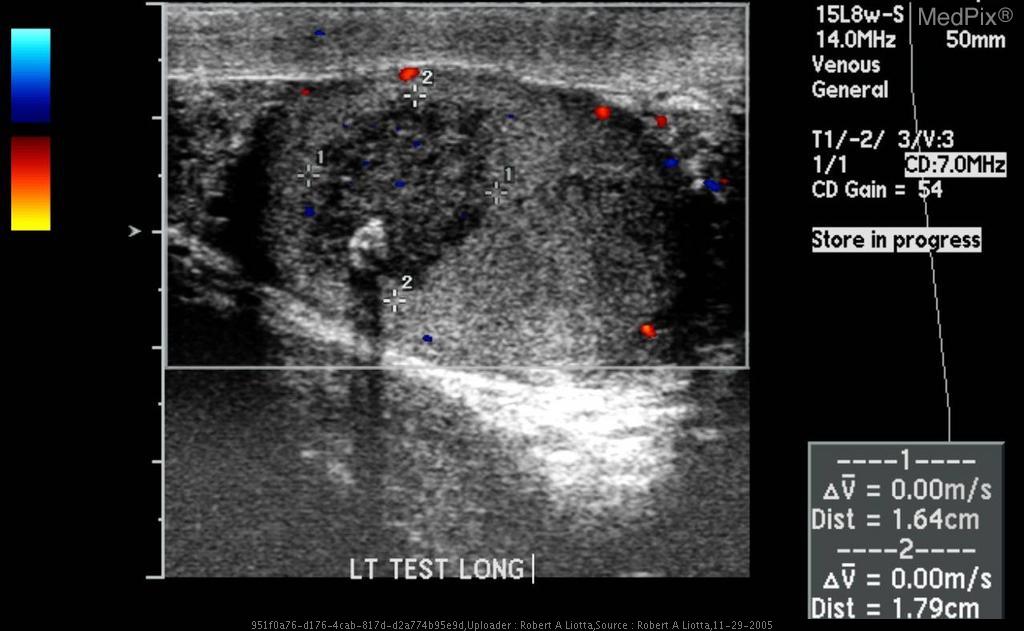 15L8w-S
MedPix®
14.0MHz 50mm
Venous
General
T1/-2/ 3/V:3
1/1 CD:7.0MHz
CD Gain = 54
Store in progress
2
1
1
2
LT TEST LONG
----1----
ΔV̅ = 0.00m/s
Dist = 1.64cm
----2----
ΔV̅ = 0.00m/s
Dist = 1.79cm
951f0a76-d176-4cab-817d-d2a774b95e9d,Uploader : Robert A Liotta,Source : Robert A Liotta,11-29-2005